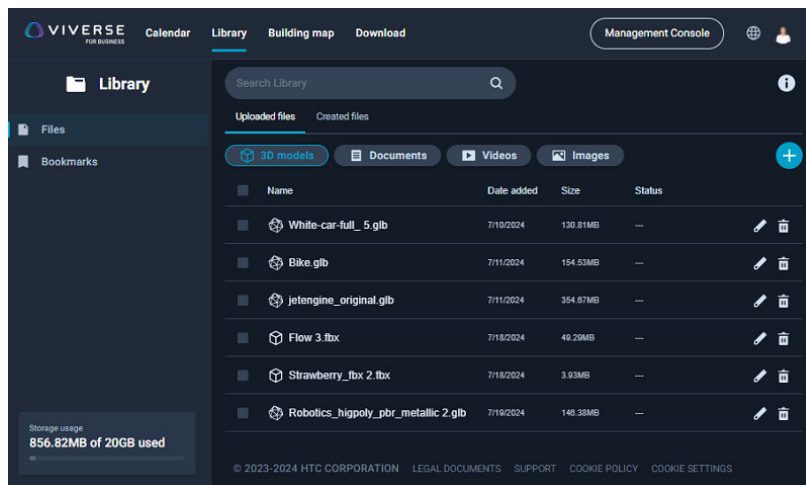 VIVERSE
FOR BUSINESS
Calendar Library Building map Download Management Console
Library
Files
Bookmarks
Storage usage
856.82MB of 20GB used
Search Library
Uploaded files Created files
3D models Documents Videos Images
Name Date added Size Status
White-car-full_ 5.glb 7/10/2024 130.81MB ---
Bike.glb 7/11/2024 154.53MB ---
jetengine_original.glb 7/11/2024 354.67MB ---
Flow 3.fbx 7/18/2024 49.29MB ---
Strawberry_fbx 2.fbx 7/18/2024 3.93MB ---
Robotics_higpoly_pbr_metallic 2.glb 7/19/2024 146.38MB ---
© 2023-2024 HTC CORPORATION LEGAL DOCUMENTS SUPPORT COOKIE POLICY COOKIE SETTINGS